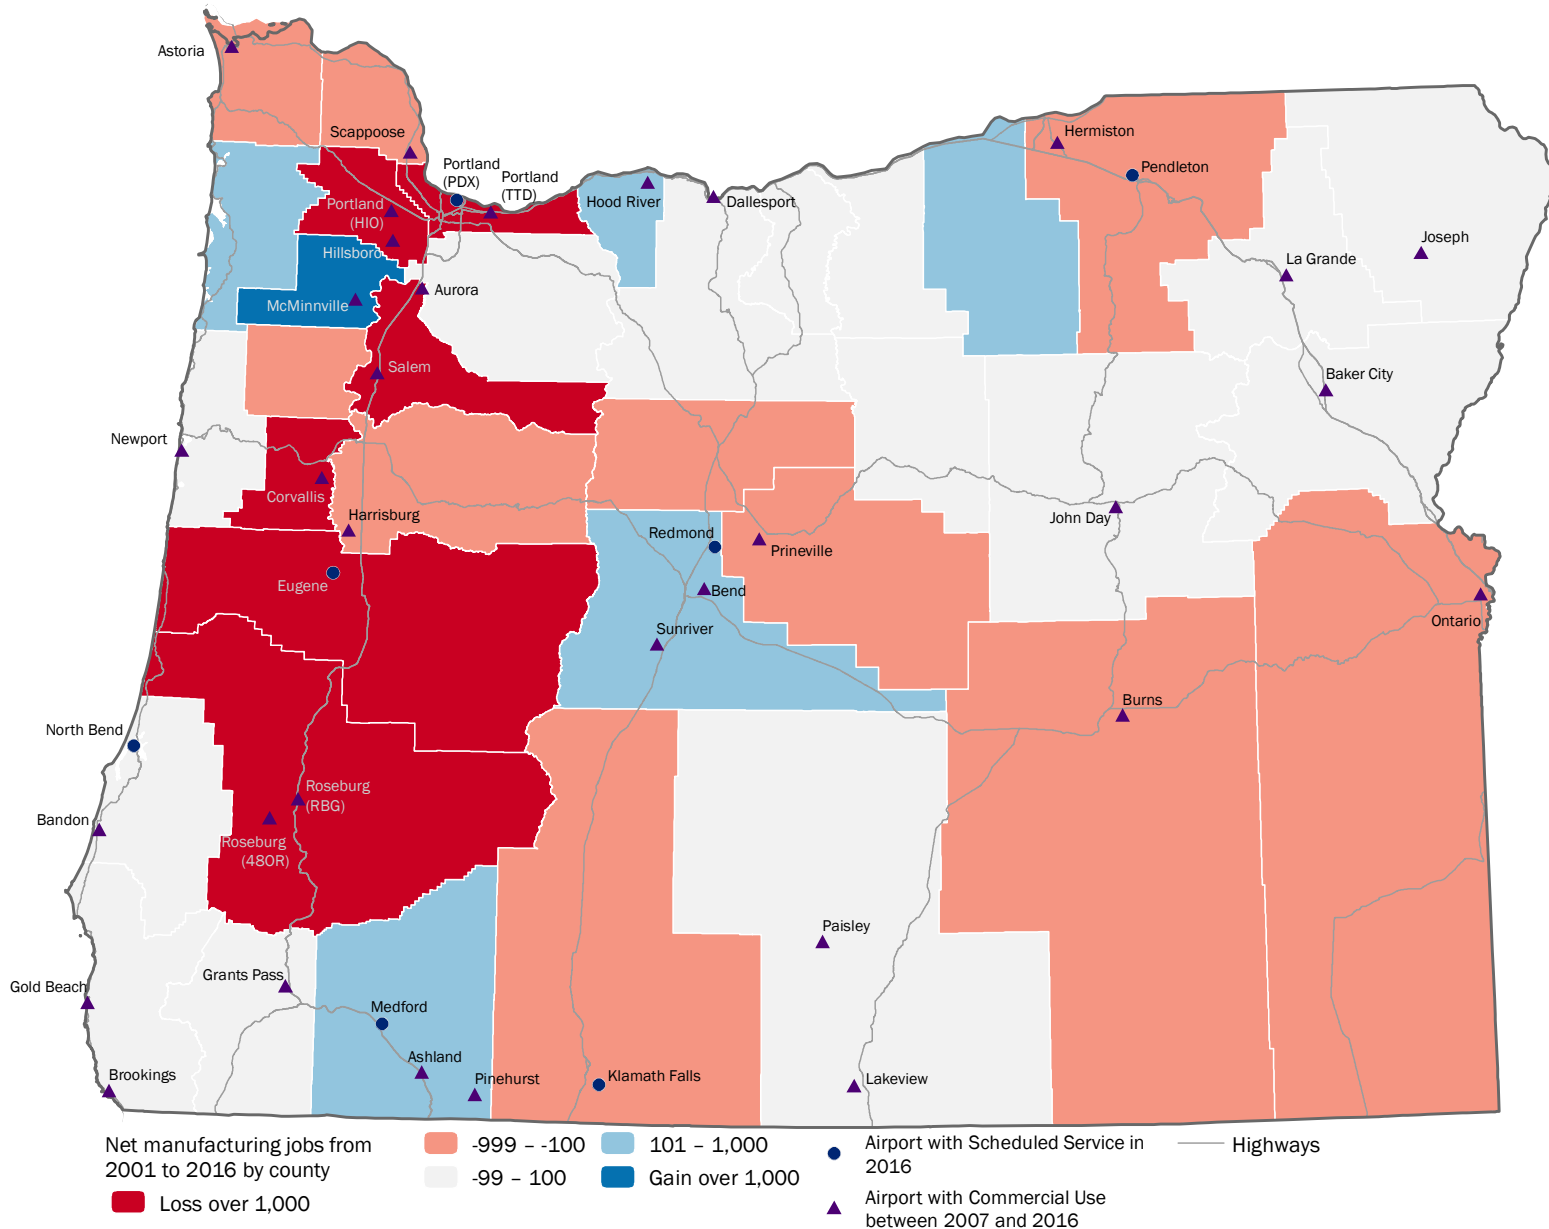 Astoria
Scappoose
Portland
(PDX)
Portland
(TTD)
Hermiston
Pendleton
Portland
(HIO)
Hood River
Dallesport
Hillsboro
Joseph
La Grande
McMinnville
Aurora
Salem
Baker City
Newport
Corvallis
Harrisburg
John Day
Redmond
Prineville
Eugene
Bend
Sunriver
Ontario
Burns
North Bend
Roseburg
(RBG)
Bandon
Roseburg
(48OR)
Paisley
Grants Pass
Gold Beach
Medford
Ashland
Brookings
Pinehurst
Klamath Falls
Lakeview
Net manufacturing jobs from
2001 to 2016 by county
Loss over 1,000
-999 – -100
-99 – 100
101 – 1,000
Gain over 1,000
Airport with Scheduled Service in
2016
Airport with Commercial Use
between 2007 and 2016
Highways